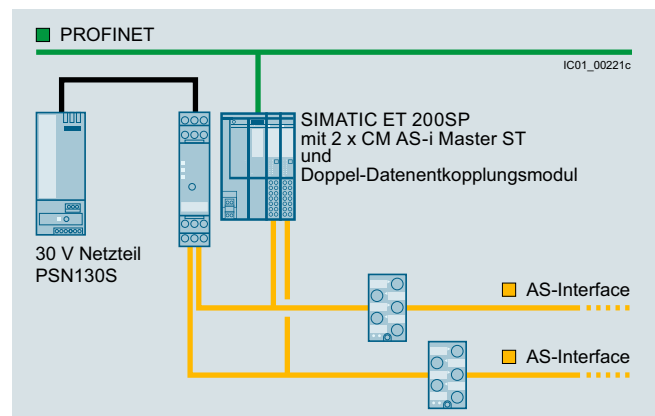 PROFINET
IC01_00221c
SIMATIC ET 200SP
mit 2 x CM AS-i Master ST
und
Doppel-Datenentkopplungsmodul
30 V Netzteil
PSN130S
AS-Interface
AS-Interface